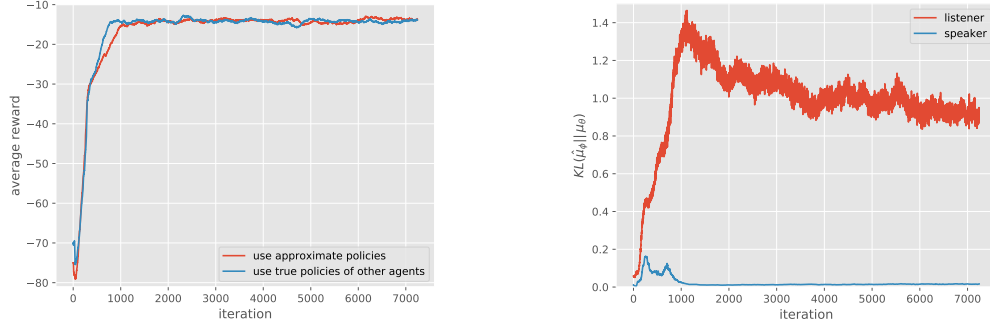 −10
−20
−30
−40
−50
−60
−70
−80
average reward
0 1000 2000 3000 4000 5000 6000 7000
iteration
use approximate policies
use true policies of other agents
1.4
1.2
1.0
0.8
0.6
0.4
0.2
0.0
KL(μ̂ϕ || μθ)
0 1000 2000 3000 4000 5000 6000 7000
iteration
listener
speaker